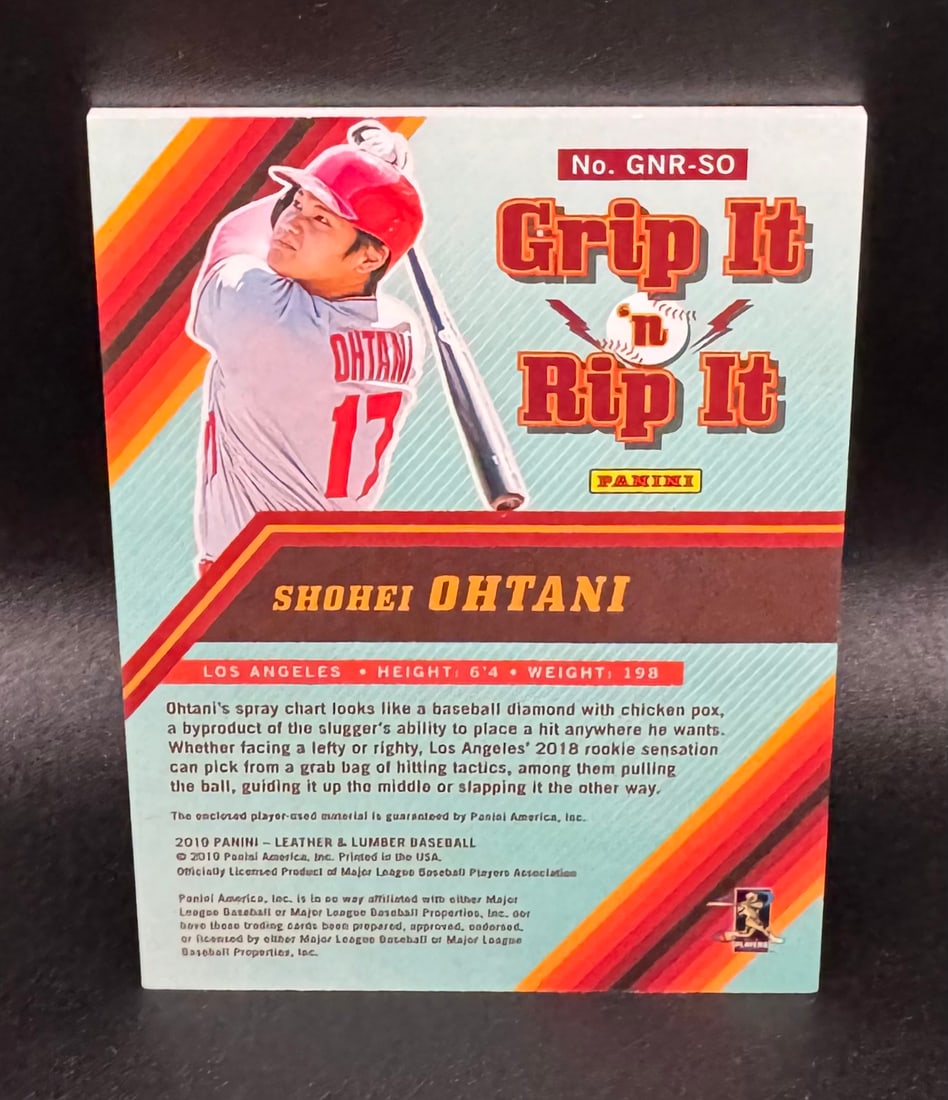 No. GNR-SO
Grip It
'n
Rip It
PANINI
OHTANI
17
SHOHEI OHTANI
LOS ANGELES • HEIGHT: 6'4 • WEIGHT: 198
Ohtani's spray chart looks like a baseball diamond with chicken pox,
a byproduct of the slugger's ability to place a hit anywhere he wants.
Whether facing a lefty or righty, Los Angeles' 2018 rookie sensation
can pick from a grab bag of hitting tactics, among them pulling
the ball, guiding it up the middle or slapping it the other way.
The enclosed player-used material is guaranteed by Panini America, Inc.
2019 PANINI – LEATHER & LUMBER BASEBALL
© 2019 Panini America, Inc. Printed in the USA.
Officially Licensed Product of Major League Baseball Players Association
Panini America, Inc. is in no way affiliated with either Major
League Baseball or Major League Baseball Properties, Inc. nor
have these trading cards been prepared, approved, endorsed,
or licensed by either Major League Baseball or Major League
Baseball Properties, Inc.
PLAYERS